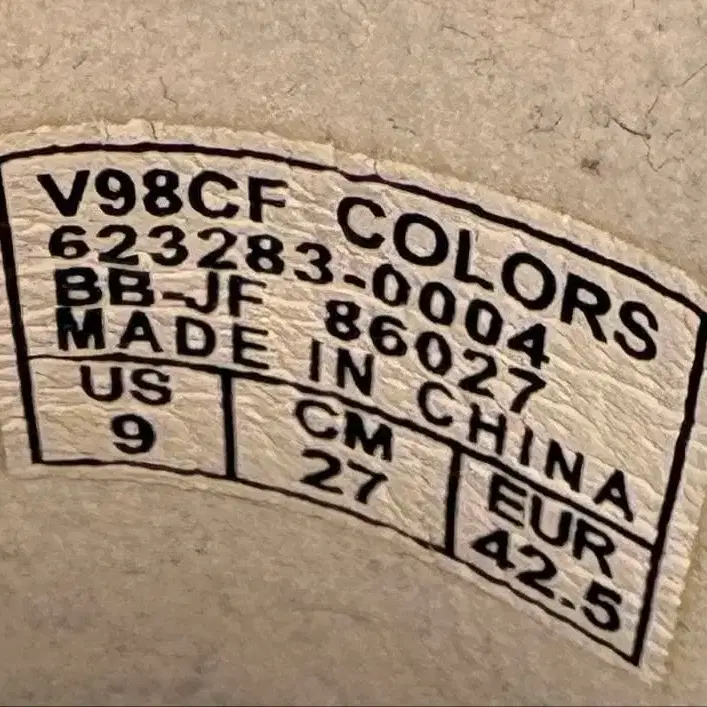 V98CF COLORS
623283-0004
BB-JF 86027
MADE IN CHINA
US CM EUR
9 27 42.5